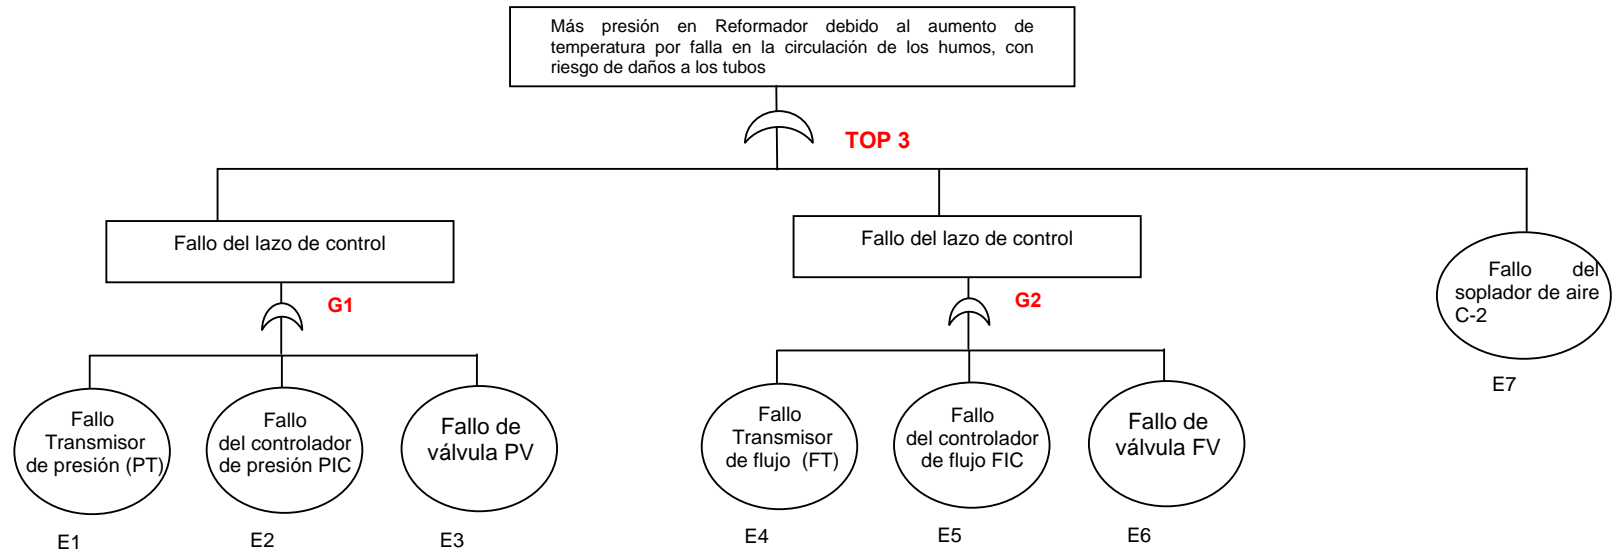 Más presión en Reformador debido al aumento de
temperatura por falla en la circulación de los humos, con
riesgo de daños a los tubos
TOP 3
Fallo del lazo de control
G1
Fallo del lazo de control
G2
Fallo del
soplador de aire
C-2
E7
Fallo
Transmisor
de presión (PT)
E1
Fallo
del controlador
de presión PIC
E2
Fallo de
válvula PV
E3
Fallo
Transmisor
de flujo (FT)
E4
Fallo
del controlador
de flujo FIC
E5
Fallo de
válvula FV
E6